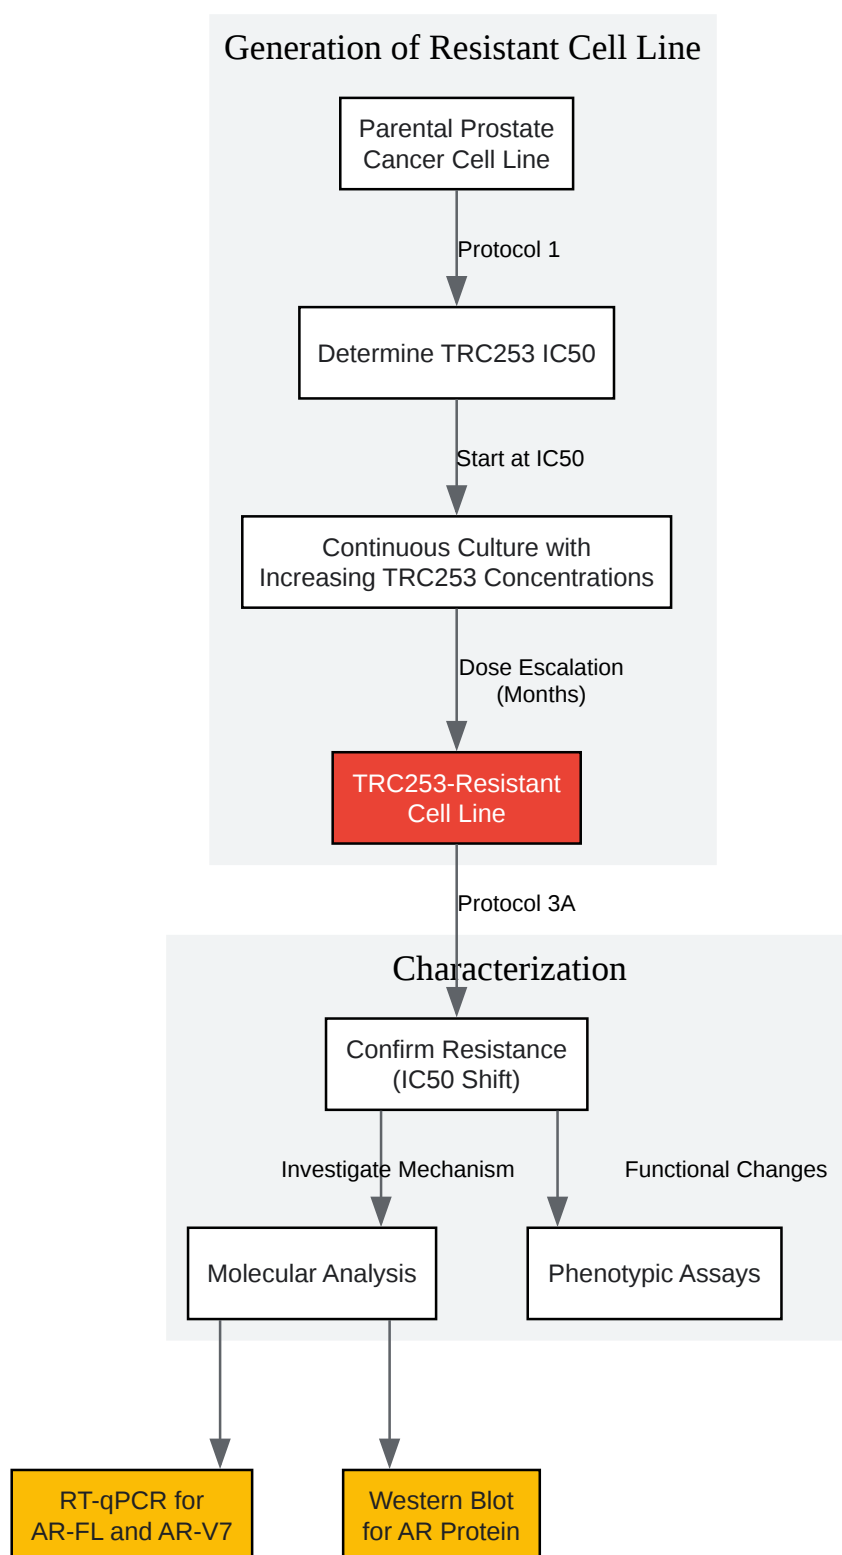 Generation of Resistant Cell Line
Parental Prostate
Cancer Cell Line
Protocol 1
Determine TRC253 IC50
Start at IC50
Continuous Culture with
Increasing TRC253 Concentrations
Dose Escalation
(Months)
TRC253-Resistant
Cell Line
Protocol 3A
Characterization
Confirm Resistance
(IC50 Shift)
Investigate Mechanism
Functional Changes
Molecular Analysis
Phenotypic Assays
RT-qPCR for
AR-FL and AR-V7
Western Blot
for AR Protein